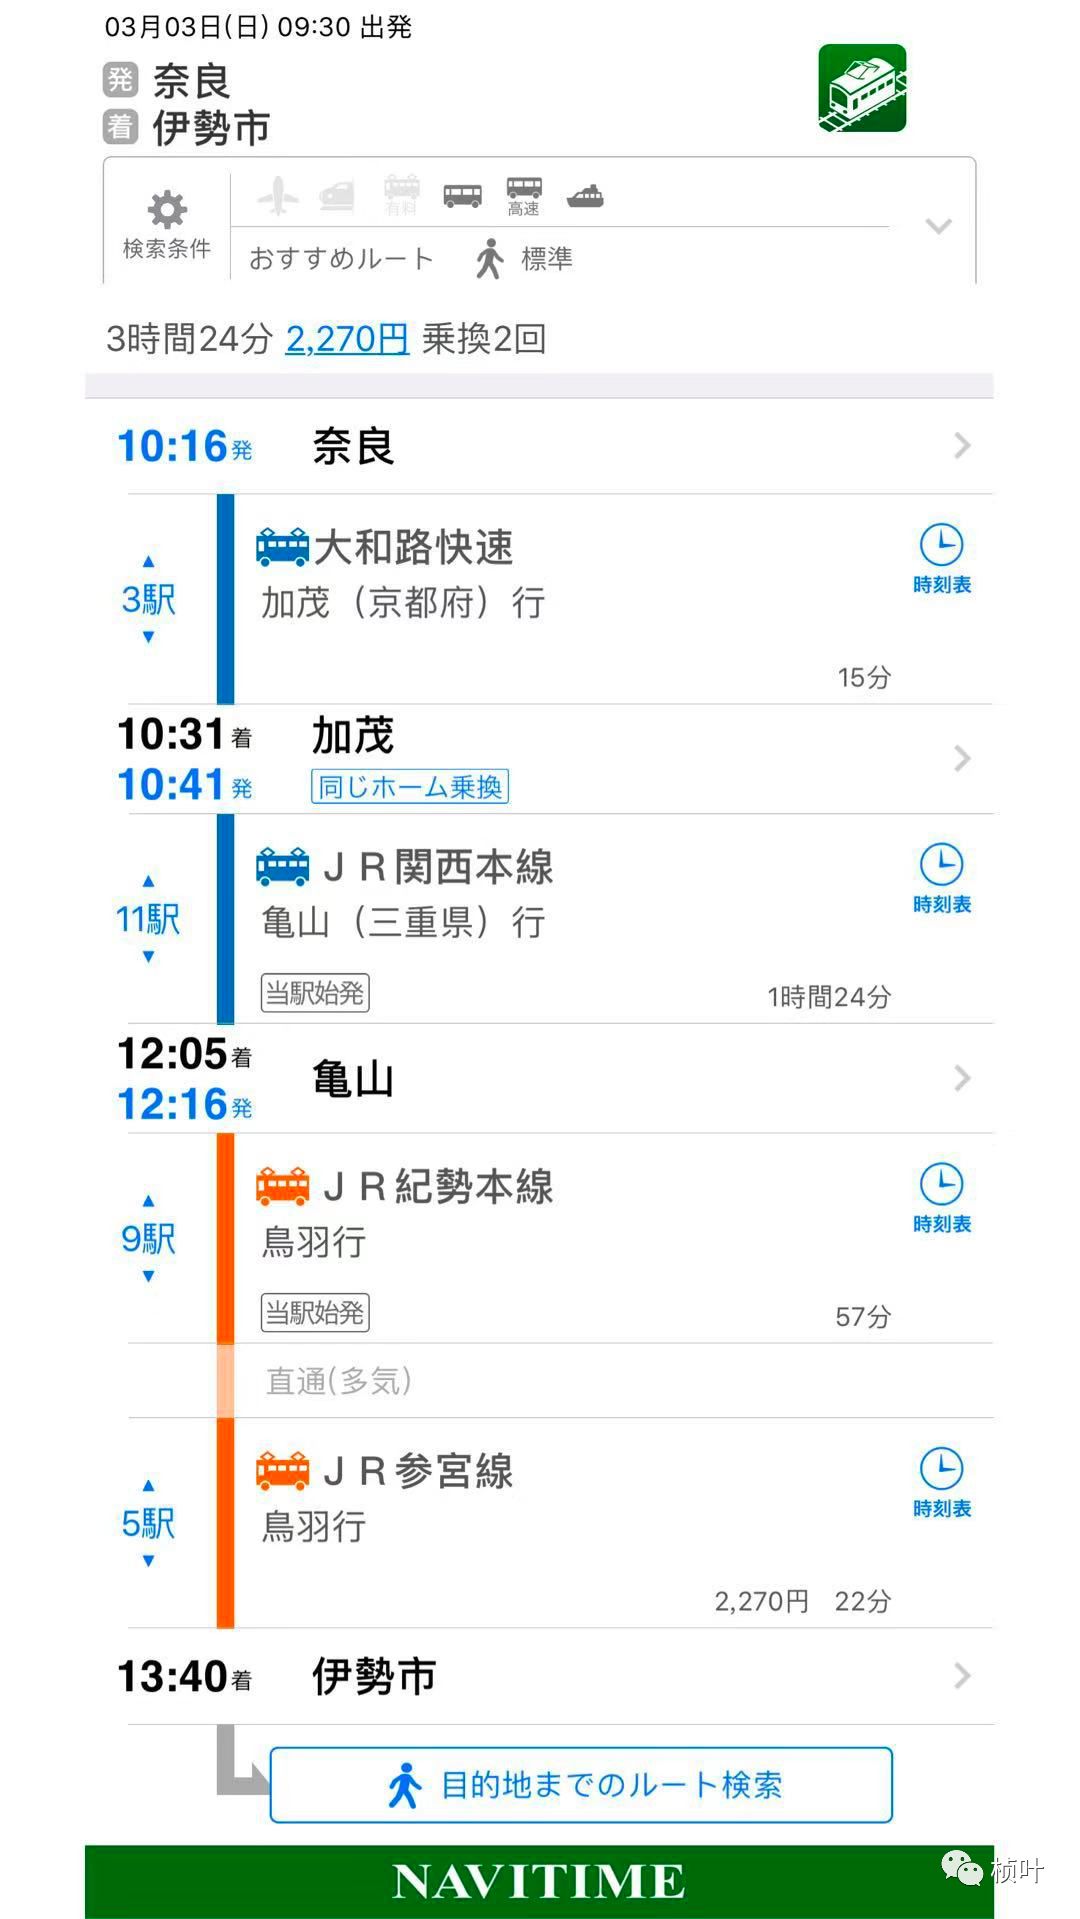 03月03日(日) 09:30 出発
発 奈良
着 伊勢市
有料
高速
検索条件
おすすめルート 標準
3時間24分 2,270円 乗換2回
10:16発 奈良
大和路快速
3駅
加茂（京都府）行
時刻表
15分
10:31着 加茂
10:41発 同じホーム乗換
ＪＲ関西本線
11駅
亀山（三重県）行
時刻表
当駅始発 1時間24分
12:05着
亀山
12:16発
ＪＲ紀勢本線
9駅
鳥羽行
時刻表
当駅始発 57分
直通(多気)
ＪＲ参宮線
5駅
鳥羽行
時刻表
2,270円 22分
13:40着 伊勢市
目的地までのルート検索
NAVITIME
桢叶